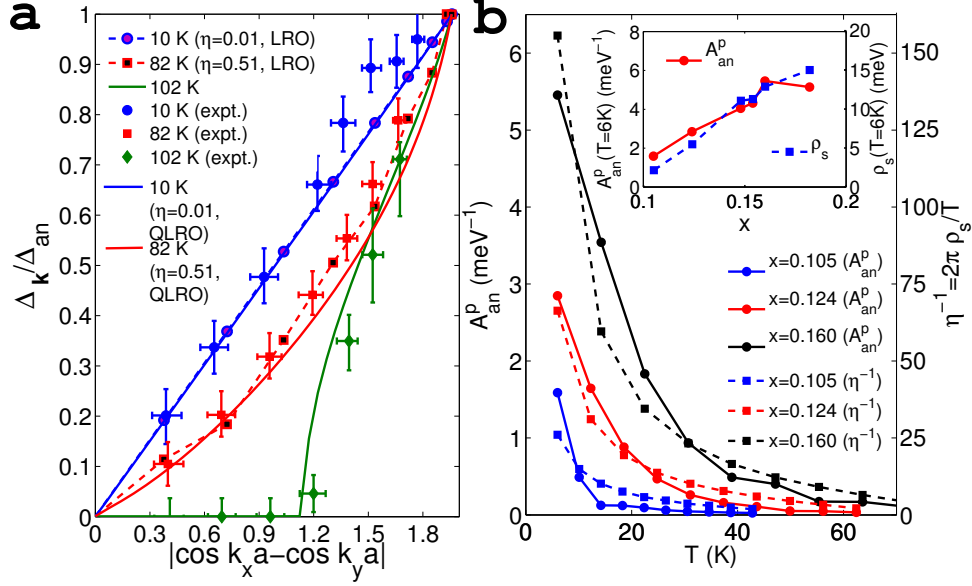 a
Δk/Δan
1
0.9
0.8
0.7
0.6
0.5
0.4
0.3
0.2
0.1
0
10 K (η=0.01, LRO)
82 K (η=0.51, LRO)
102 K
10 K (expt.)
82 K (expt.)
102 K (expt.)
10 K
(η=0.01,
QLRO)
82 K
(η=0.51,
QLRO)
0 0.3 0.6 0.9 1.2 1.5 1.8
|cos kxa−cos kya|
b
A^p_an (meV⁻¹)
6
5
4
3
2
1
0
A^p_an(T=6K) (meV⁻¹)
8
6
4
2
0
A^p_an
ρs
20
15
10
5
0
ρs(T=6K) (meV)
0.1 0.15 0.2
x
x=0.105 (A^p_an)
x=0.124 (A^p_an)
x=0.160 (A^p_an)
x=0.105 (η⁻¹)
x=0.124 (η⁻¹)
x=0.160 (η⁻¹)
150
125
100
75
50
25
0
η⁻¹=2π ρs/T
0 20 40 60
T (K)